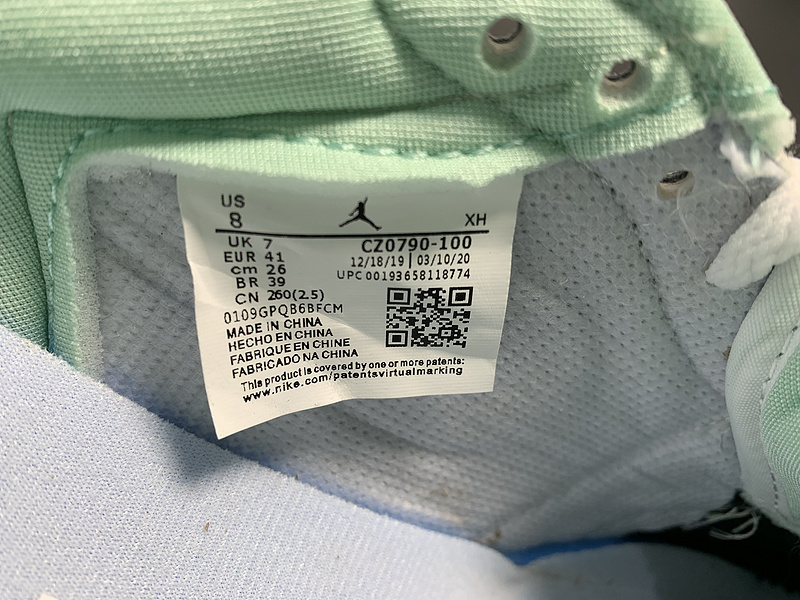 US
8 XH
UK 7 CZ0790-100
EUR 41 12/18/19 | 03/10/20
cm 26 UPC 00193658118774
BR 39
CN 260(2.5)
0109GPQB6BFCM
MADE IN CHINA
HECHO EN CHINA
FABRIQUE EN CHINE
FABRICADO NA CHINA
This product is covered by one or more patents:
www.nike.com/patentsvirtualmarking